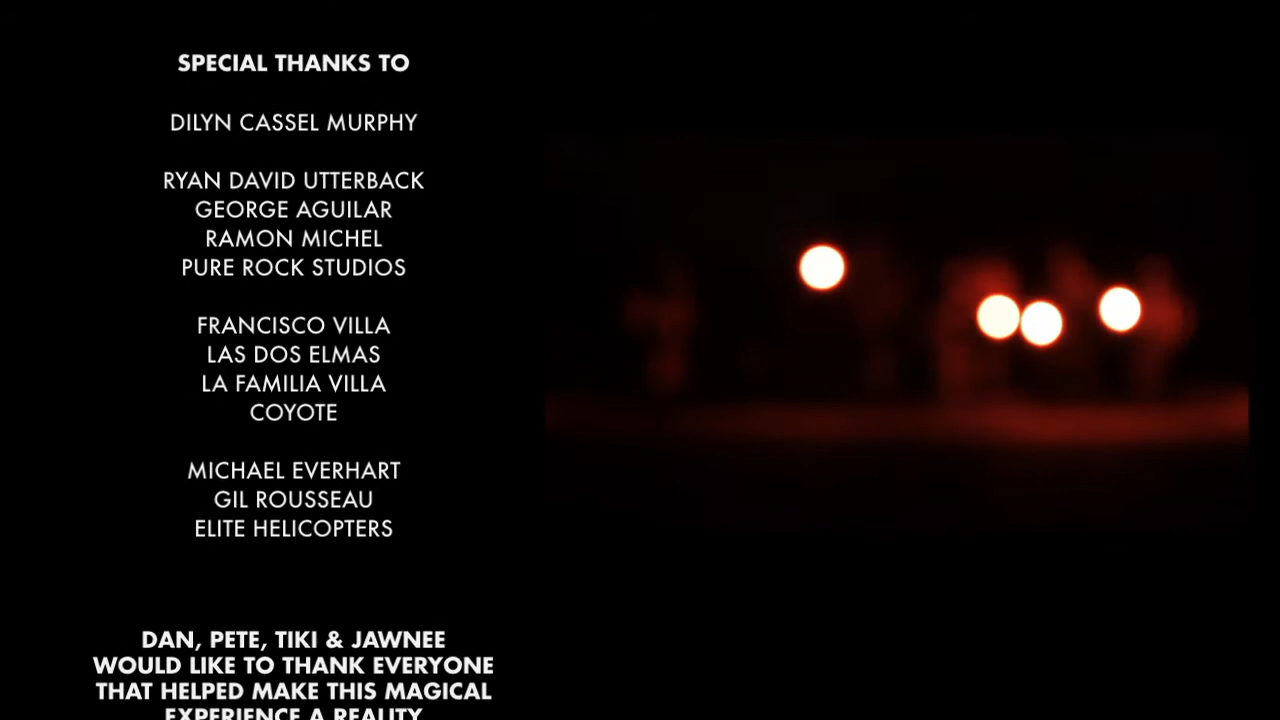 SPECIAL THANKS TO
DILYN CASSEL MURPHY
RYAN DAVID UTTERBACK
GEORGE AGUILAR
RAMON MICHEL
PURE ROCK STUDIOS
FRANCISCO VILLA
LAS DOS ELMAS
LA FAMILIA VILLA
COYOTE
MICHAEL EVERHART
GIL ROUSSEAU
ELITE HELICOPTERS
DAN, PETE, TIKI & JAWNEE
WOULD LIKE TO THANK EVERYONE
THAT HELPED MAKE THIS MAGICAL
EXPERIENCE A REALITY